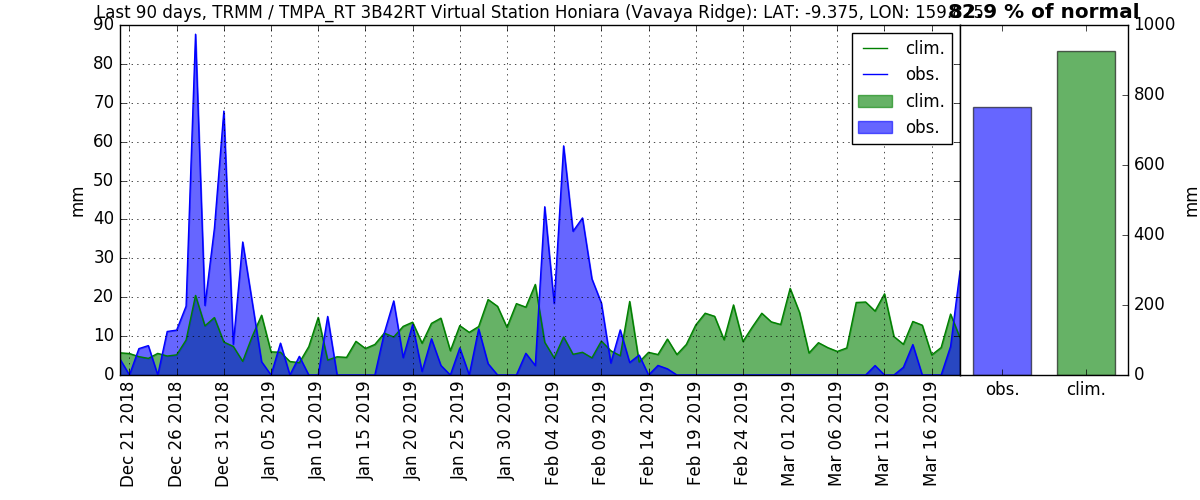 Last 90 days, TRMM / TMPA_RT 3B42RT Virtual Station Honiara (Vavaya Ridge): LAT: -9.375, LON: 159.875
82.9 % of normal
90
80
70
60
50
40
30
20
10
0
mm
clim.
obs.
clim.
obs.
1000
800
600
400
200
0
mm
obs.
clim.
Dec 21 2018
Dec 26 2018
Dec 31 2018
Jan 05 2019
Jan 10 2019
Jan 15 2019
Jan 20 2019
Jan 25 2019
Jan 30 2019
Feb 04 2019
Feb 09 2019
Feb 14 2019
Feb 19 2019
Feb 24 2019
Mar 01 2019
Mar 06 2019
Mar 11 2019
Mar 16 2019